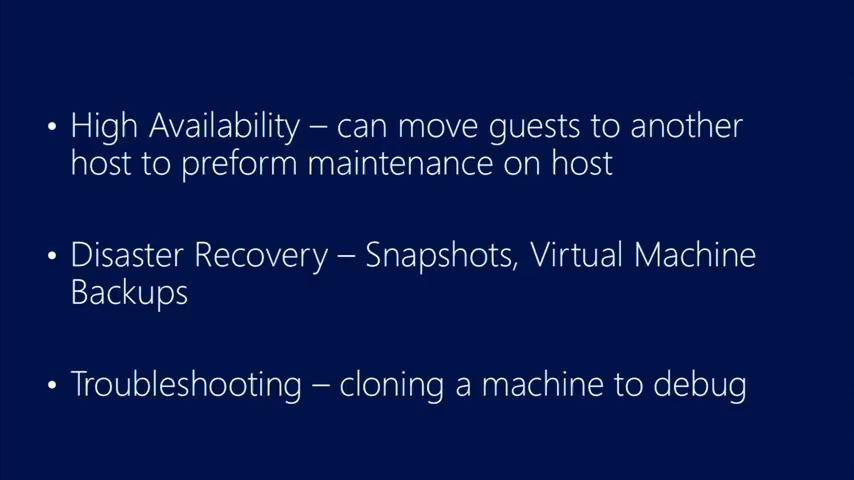 • High Availability – can move guests to another
host to preform maintenance on host
• Disaster Recovery – Snapshots, Virtual Machine
Backups
• Troubleshooting – cloning a machine to debug